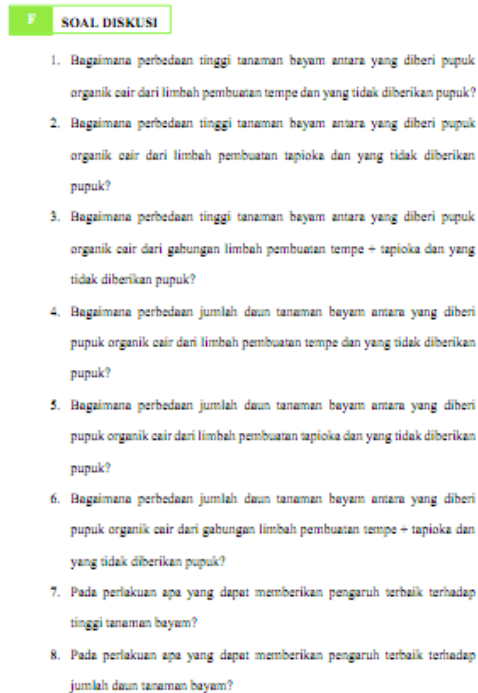 F SOAL DISKUSI
1. Bagaimana perbedaan tinggi tanaman bayam antara yang diberi pupuk
organik cair dari limbah pembuatan tempe dan yang tidak diberikan pupuk?
2. Bagaimana perbedaan tinggi tanaman bayam antara yang diberi pupuk
organik cair dari limbah pembuatan tapioka dan yang tidak diberikan
pupuk?
3. Bagaimana perbedaan tinggi tanaman bayam antara yang diberi pupuk
organik cair dari gabungan limbah pembuatan tempe + tapioka dan yang
tidak diberikan pupuk?
4. Bagaimana perbedaan jumlah daun tanaman bayam antara yang diberi
pupuk organik cair dari limbah pembuatan tempe dan yang tidak diberikan
pupuk?
5. Bagaimana perbedaan jumlah daun tanaman bayam antara yang diberi
pupuk organik cair dari limbah pembuatan tapioka dan yang tidak diberikan
pupuk?
6. Bagaimana perbedaan jumlah daun tanaman bayam antara yang diberi
pupuk organik cair dari gabungan limbah pembuatan tempe + tapioka dan
yang tidak diberikan pupuk?
7. Pada perlakuan apa yang dapat memberikan pengaruh terbaik terhadap
tinggi tanaman bayam?
8. Pada perlakuan apa yang dapat memberikan pengaruh terbaik terhadap
jumlah daun tanaman bayam?